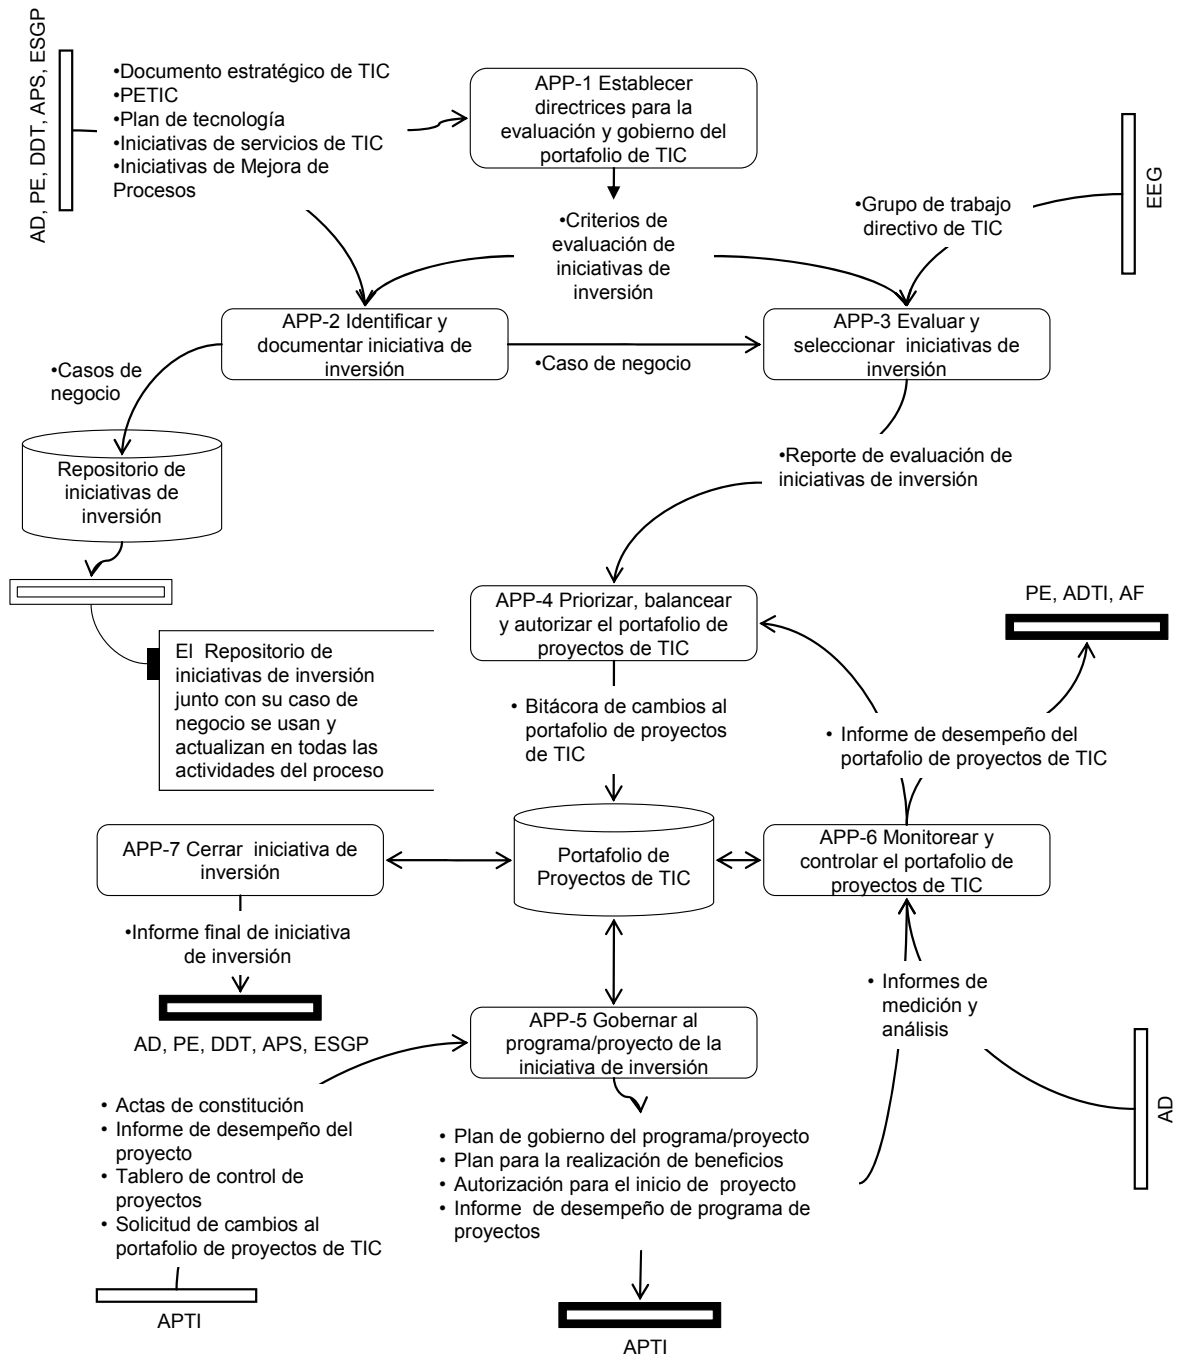 AD, PE, DDT, APS, ESGP
•Documento estratégico de TIC
•PETIC
•Plan de tecnología
•Iniciativas de servicios de TIC
•Iniciativas de Mejora de
Procesos
APP-1 Establecer
directrices para la
evaluación y gobierno del
portafolio de TIC
EEG
•Grupo de trabajo
directivo de TIC
•Criterios de
evaluación de
iniciativas de
inversión
APP-2 Identificar y
documentar iniciativa de
inversión
•Caso de negocio
APP-3 Evaluar y
seleccionar iniciativas de
inversión
•Casos de
negocio
Repositorio de
iniciativas de
inversión
•Reporte de evaluación de
iniciativas de inversión
APP-4 Priorizar, balancear
y autorizar el portafolio de
proyectos de TIC
PE, ADTI, AF
El Repositorio de
iniciativas de inversión
junto con su caso de
negocio se usan y
actualizan en todas las
actividades del proceso
• Bitácora de cambios al
portafolio de proyectos
de TIC
• Informe de desempeño del
portafolio de proyectos de TIC
APP-7 Cerrar iniciativa de
inversión
Portafolio de
Proyectos de TIC
APP-6 Monitorear y
controlar el portafolio de
proyectos de TIC
•Informe final de iniciativa
de inversión
AD, PE, DDT, APS, ESGP
APP-5 Gobernar al
programa/proyecto de la
iniciativa de inversión
• Informes de
medición y
análisis
AD
• Actas de constitución
• Informe de desempeño del
proyecto
• Tablero de control de
proyectos
• Solicitud de cambios al
portafolio de proyectos de TIC
APTI
• Plan de gobierno del programa/proyecto
• Plan para la realización de beneficios
• Autorización para el inicio de proyecto
• Informe de desempeño de programa de
proyectos
APTI